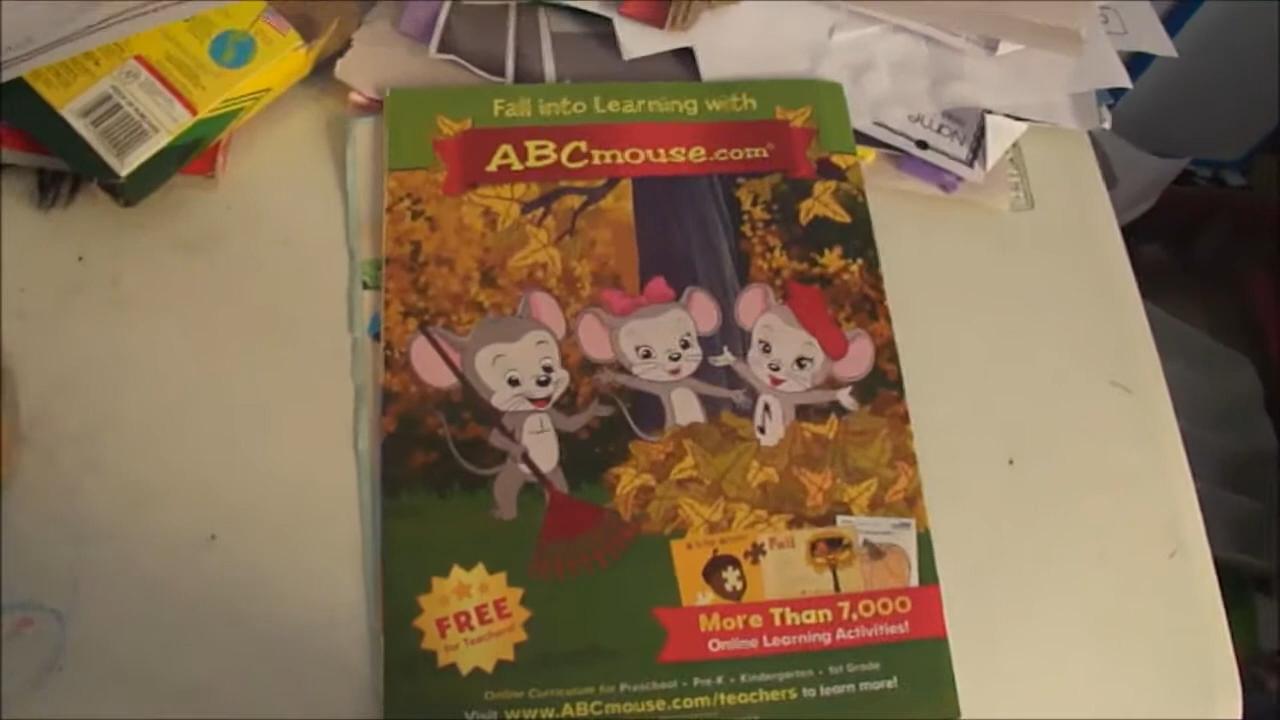 Fall into Learning with
ABCmouse.com®
Fall
FREE
for Teachers!
More Than 7,000
Online Learning Activities!
Online Curriculum for Preschool • Pre-K • Kindergarten • 1st Grade
Visit www.ABCmouse.com/teachers to learn more!
Name